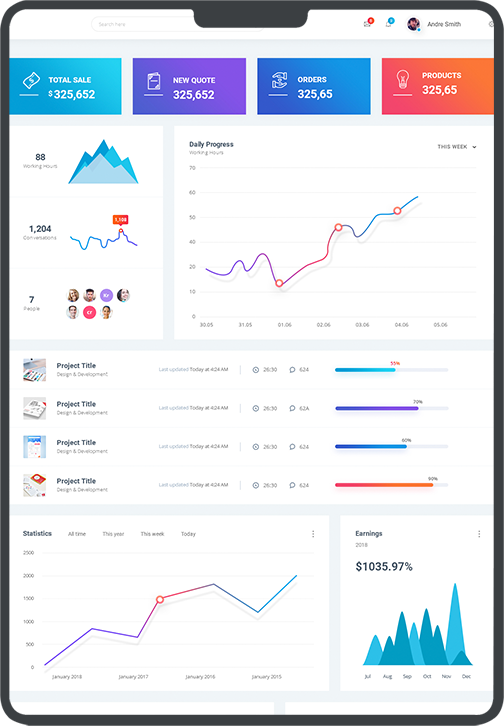 Search here
6
6
Andre Smith
TOTAL SALE
$325,652
NEW QUOTE
325,652
ORDERS
325,65
PRODUCTS
325,65
88
Working Hours
1,204
Conversations
1,108
7
People
Kr
Cr
Daily Progress
Working Hours
THIS WEEK
70
60
50
40
30
20
10
0
30.05 31.05 01.06 02.06 03.06 04.06 05.06
Project Title
Design & Development
Last updated Today at 4:24 AM
26:30
624
55%
Project Title
Design & Development
Last updated Today at 4:24 AM
26:30
62A
70%
Project Title
Design & Development
Last updated Today at 4:24 AM
26:30
624
60%
Project Title
Design & Development
Last updated Today at 4:24 AM
26:30
624
90%
Statistics All time This year This week Today
2500
2000
1500
1000
500
0
January 2018 January 2017 January 2016 January 2015
Earnings
2018
$1035.97%
Jul Aug Sep Oct Nov Dec